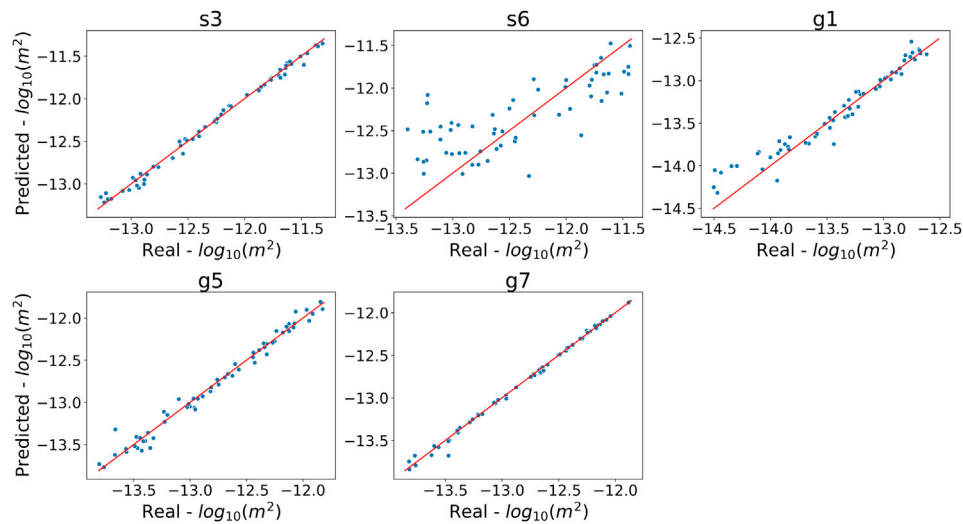 s3
s6
g1
−11.5
−12.0
−12.5
−13.0
−13.0 −12.5 −12.0 −11.5
Real - log10(m²)
Predicted - log10(m²)
−11.5
−12.0
−12.5
−13.0
−13.5
−13.5 −13.0 −12.5 −12.0 −11.5
Real - log10(m²)
−12.5
−13.0
−13.5
−14.0
−14.5
−14.5 −14.0 −13.5 −13.0 −12.5
Real - log10(m²)
g5
g7
−12.0
−12.5
−13.0
−13.5
−13.5 −13.0 −12.5 −12.0
Real - log10(m²)
Predicted - log10(m²)
−12.0
−12.5
−13.0
−13.5
−13.5 −13.0 −12.5 −12.0
Real - log10(m²)